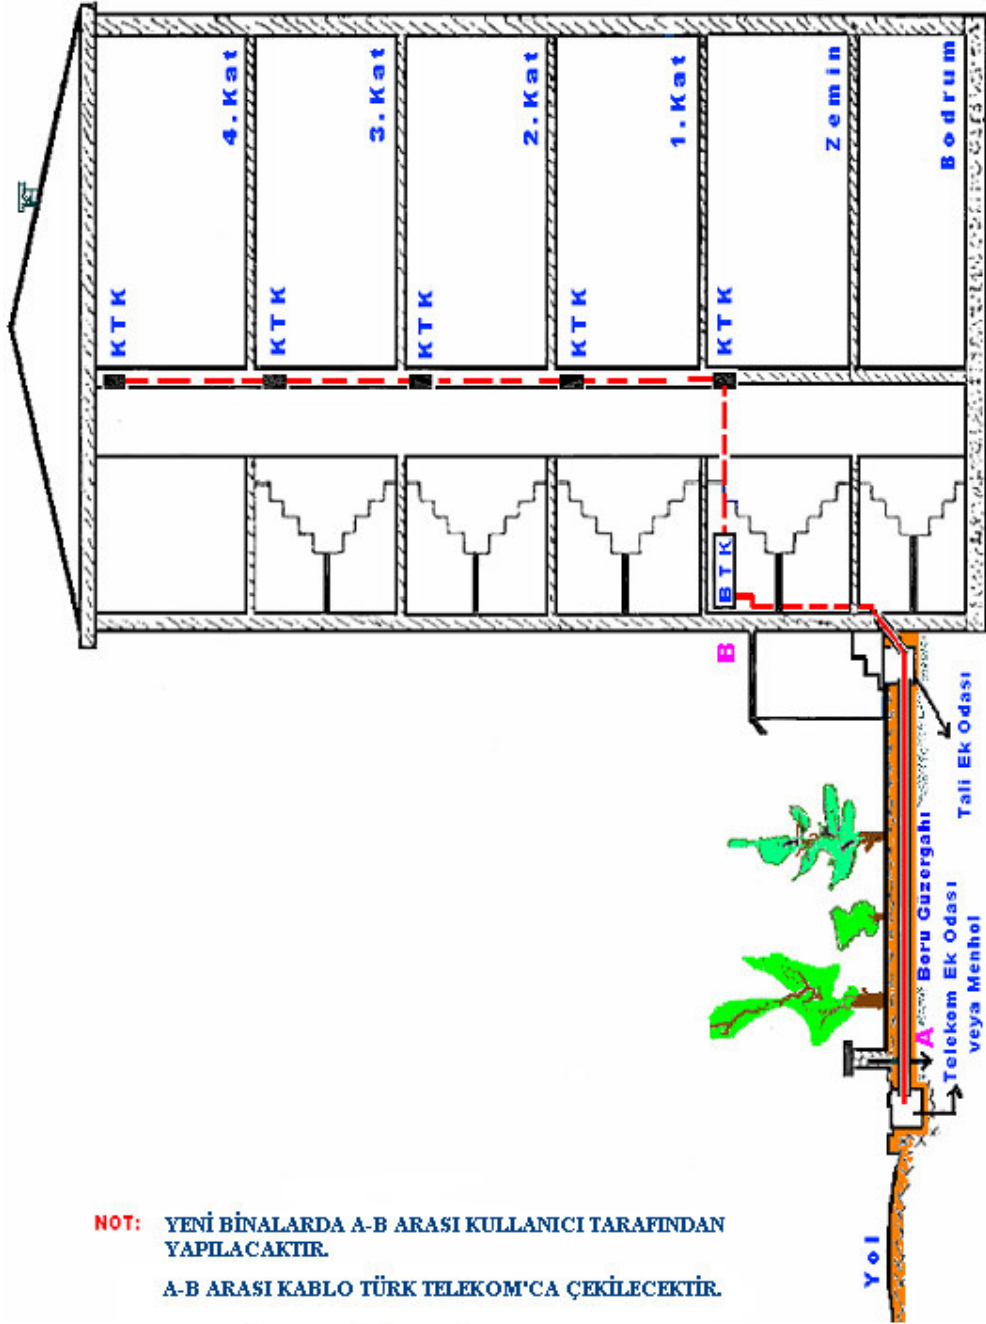 4.Kat
3.Kat
2.Kat
1.Kat
Zemin
Bodrum
KTK
KTK
KTK
KTK
KTK
BTK
B
Tali Ek Odası
Boru Güzergahı
A
Telekom Ek Odası
veya Menhol
Yol
NOT: YENİ BİNALARDA A-B ARASI KULLANICI TARAFINDAN
YAPILACAKTIR.
A-B ARASI KABLO TÜRK TELEKOM'CA ÇEKİLECEKTİR.